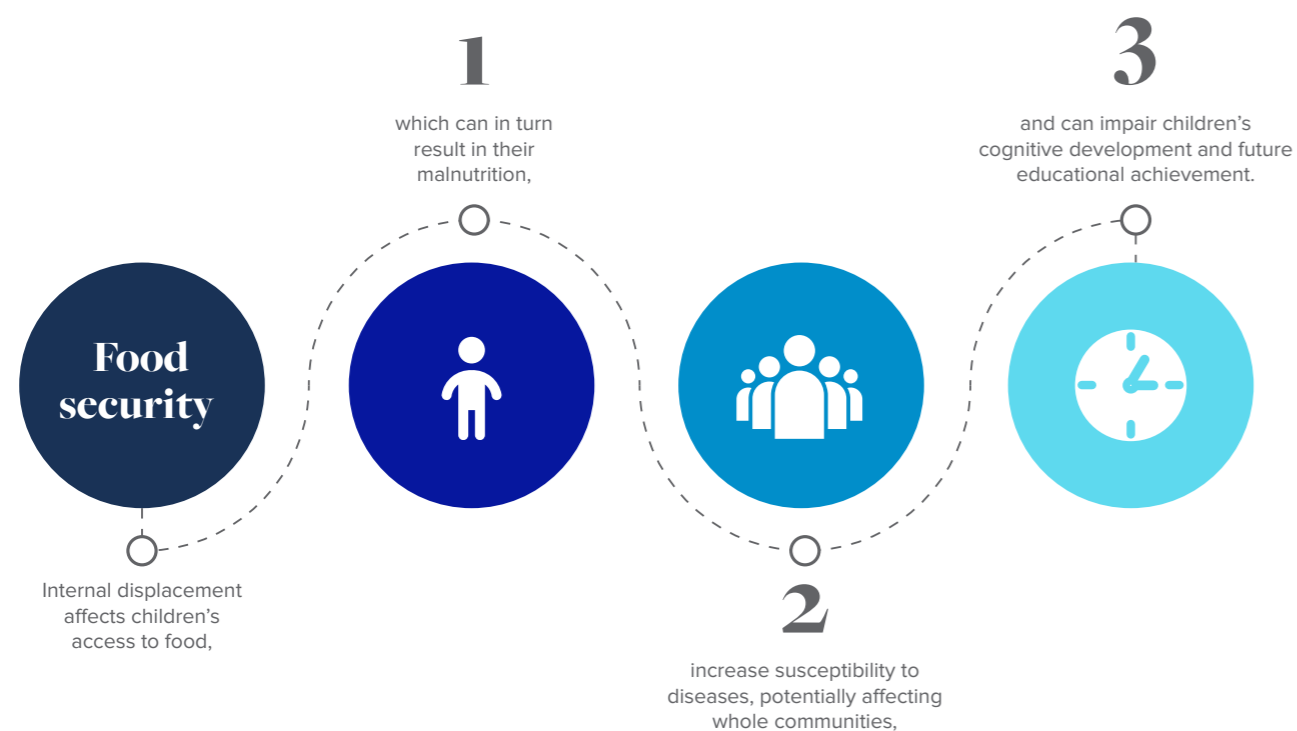 Food
security
Internal displacement
affects children's
access to food,
1
which can in turn
result in their
malnutrition,
2
increase susceptibility to
diseases, potentially affecting
whole communities,
3
and can impair children's
cognitive development and future
educational achievement.